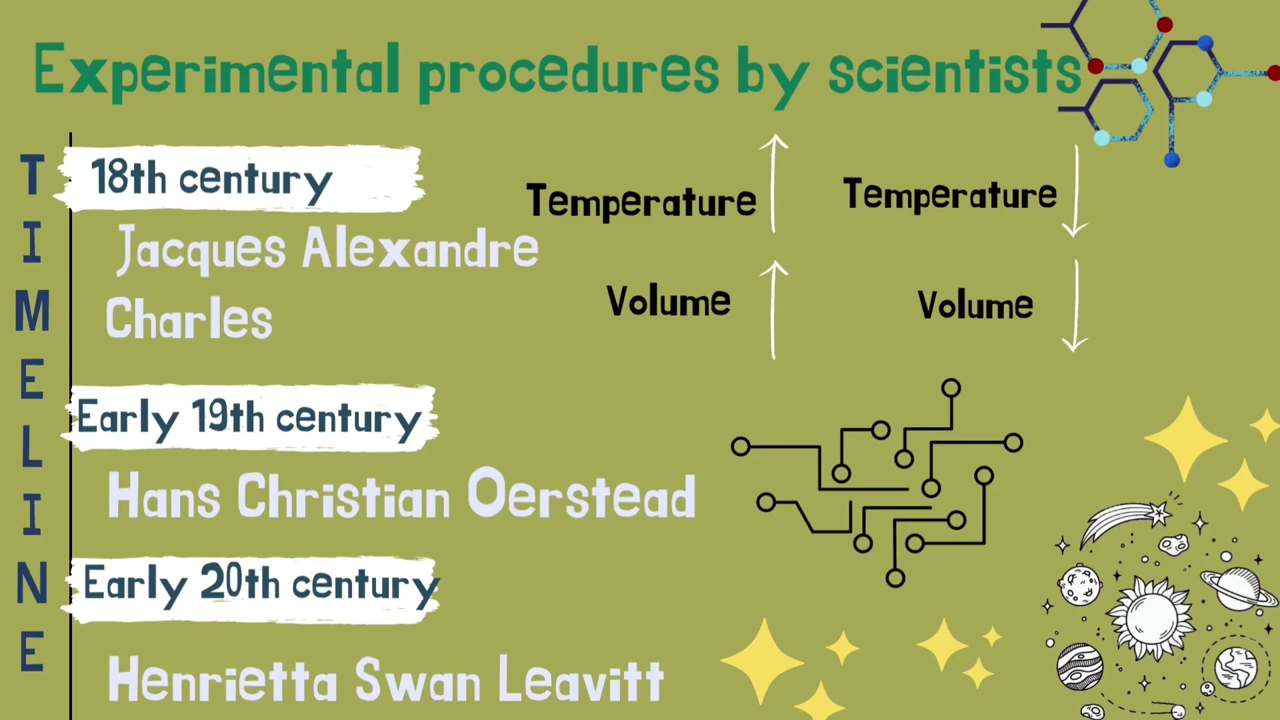 Experimental procedures by scientists
TIMELINE
18th century
Jacques Alexandre
Charles
Temperature
Temperature
Volume
Volume
Early 19th century
Hans Christian Oerstead
Early 20th century
Henrietta Swan Leavitt